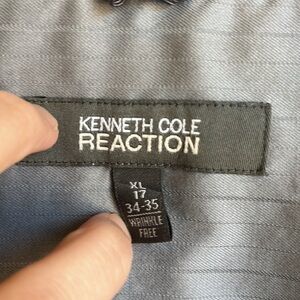 KENNETH COLE
REACTION
XL
17
34-35
WRINKLE
FREE